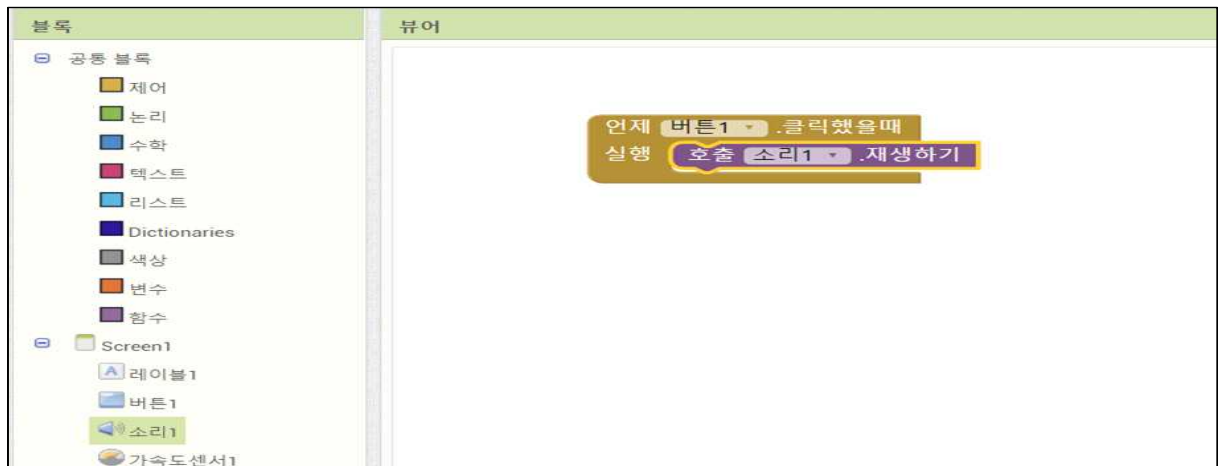 블록
공통 블록
제어
논리
수학
텍스트
리스트
Dictionaries
색상
변수
함수
Screen1
레이블1
버튼1
소리1
가속도센서1
뷰어
언제 버튼1 .클릭했을때
실행 호출 소리1 .재생하기